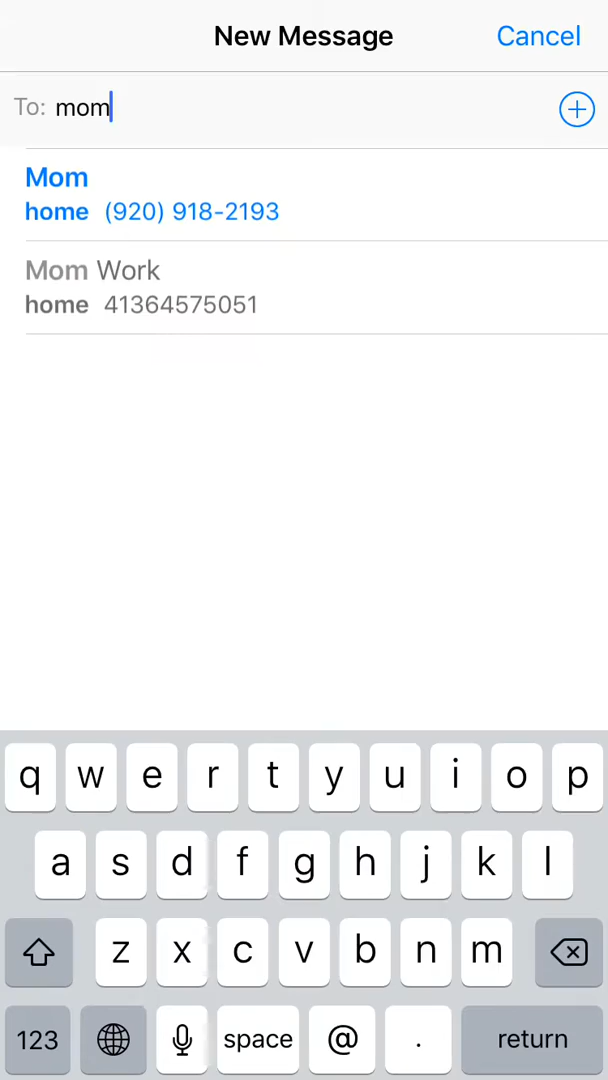 New Message Cancel
To: mom
Mom
home (920) 918-2193
Mom Work
home 41364575051
q w e r t y u i o p
a s d f g h j k l
z x c v b n m
123 space @ . return